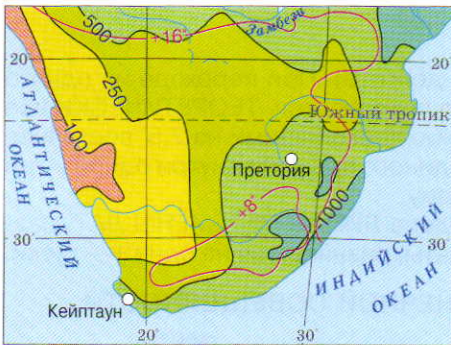 500
+16°
Замбези
20°
20°
250
Южный тропик
100
АТЛАНТИЧЕСКИЙ
ОКЕАН
Претория
+8°
1000
30°
30°
ИНДИЙСКИЙ
ОКЕАН
Кейптаун
20°
30°